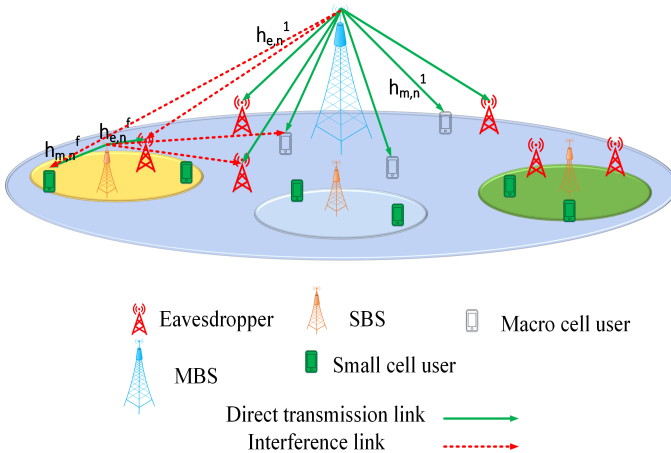 h_{e,n}^1
h_{m,n}^1
h_{e,n}^f
h_{m,n}^f
Eavesdropper
SBS
Macro cell user
MBS
Small cell user
Direct transmission link
Interference link